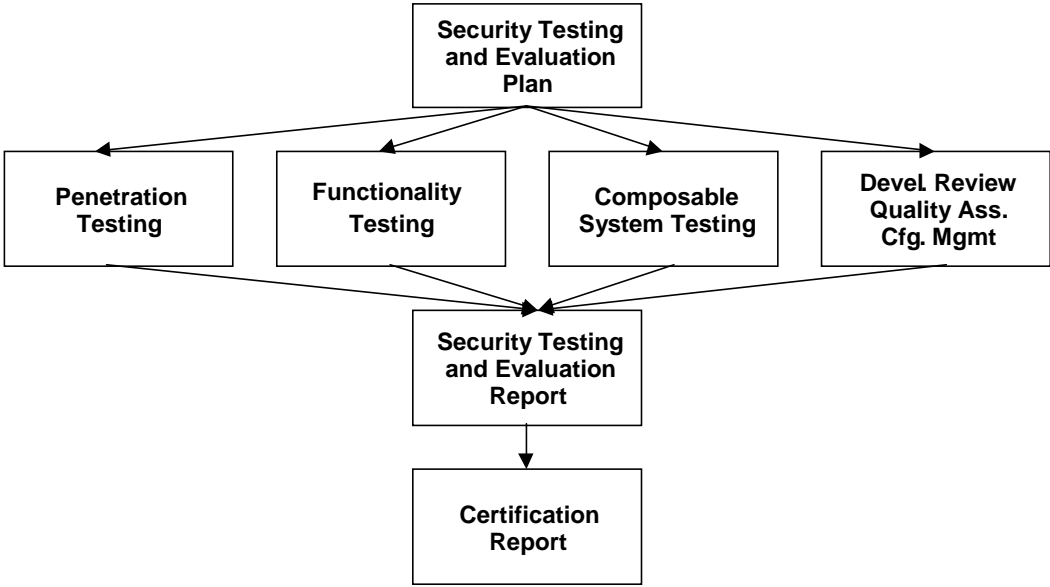 Security Testing
and Evaluation
Plan
Penetration
Testing
Functionality
Testing
Composable
System Testing
Devel. Review
Quality Ass.
Cfg. Mgmt
Security Testing
and Evaluation
Report
Certification
Report